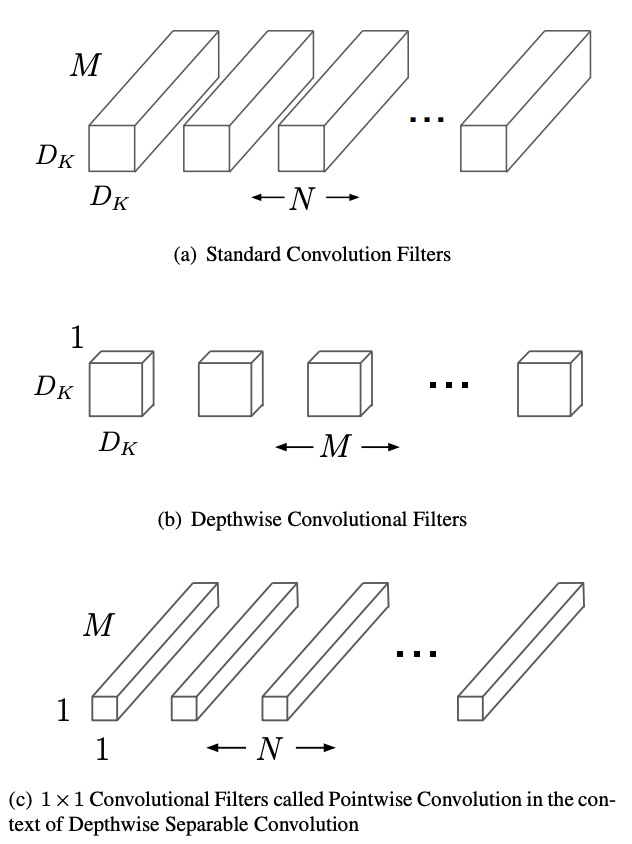 M
D_K
D_K
← N →
...
(a) Standard Convolution Filters
1
D_K
D_K
← M →
...
(b) Depthwise Convolutional Filters
M
1
1
← N →
...
(c) 1 × 1 Convolutional Filters called Pointwise Convolution in the con-
text of Depthwise Separable Convolution